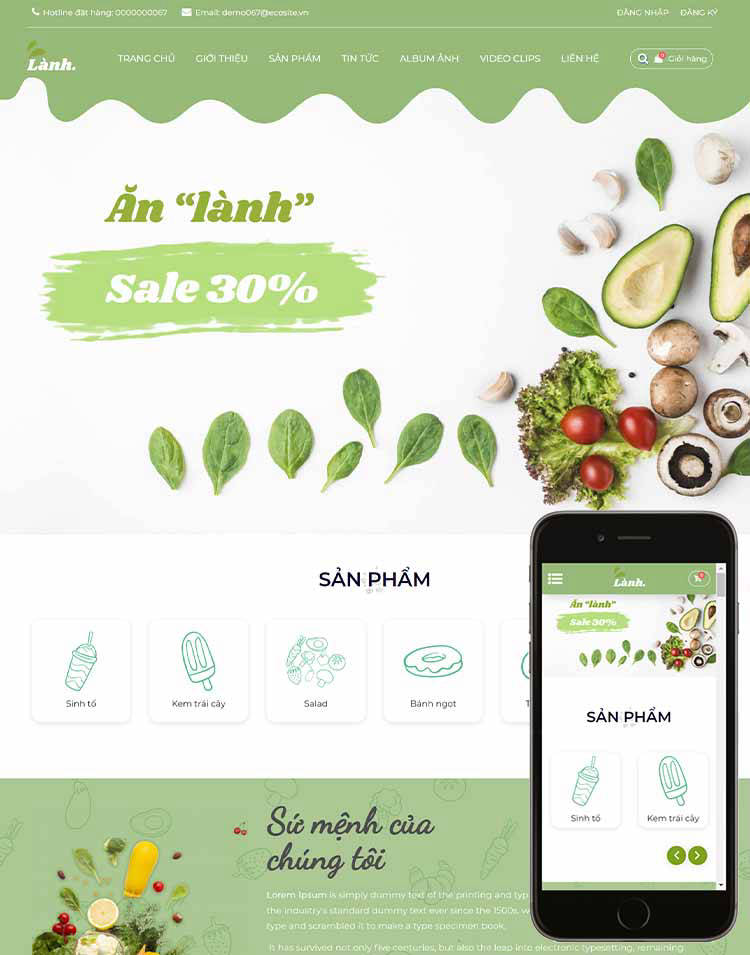 Hotline đặt hàng: 0000000067 Email: demo067@ecosite.vn ĐĂNG NHẬP ĐĂNG KÝ
Lành.
TRANG CHỦ GIỚI THIỆU SẢN PHẨM TIN TỨC ALBUM ẢNH VIDEO CLIPS LIÊN HỆ
0 Giỏ hàng
Ăn “lành”
Sale 30%
SẢN PHẨM
Sinh tố Kem trái cây Salad Bánh ngọt T
Sứ mệnh của
chúng tôi
Lorem Ipsum is simply dummy text of the printing and typ
the industry's standard dummy text ever since the 1500s, w
type and scrambled it to make a type specimen book.
It has survived not only five centuries, but also the leap into electronic typesetting, remaining
Lành.
Ăn “lành”
Sale 30%
SẢN PHẨM
Sinh tố Kem trái cây